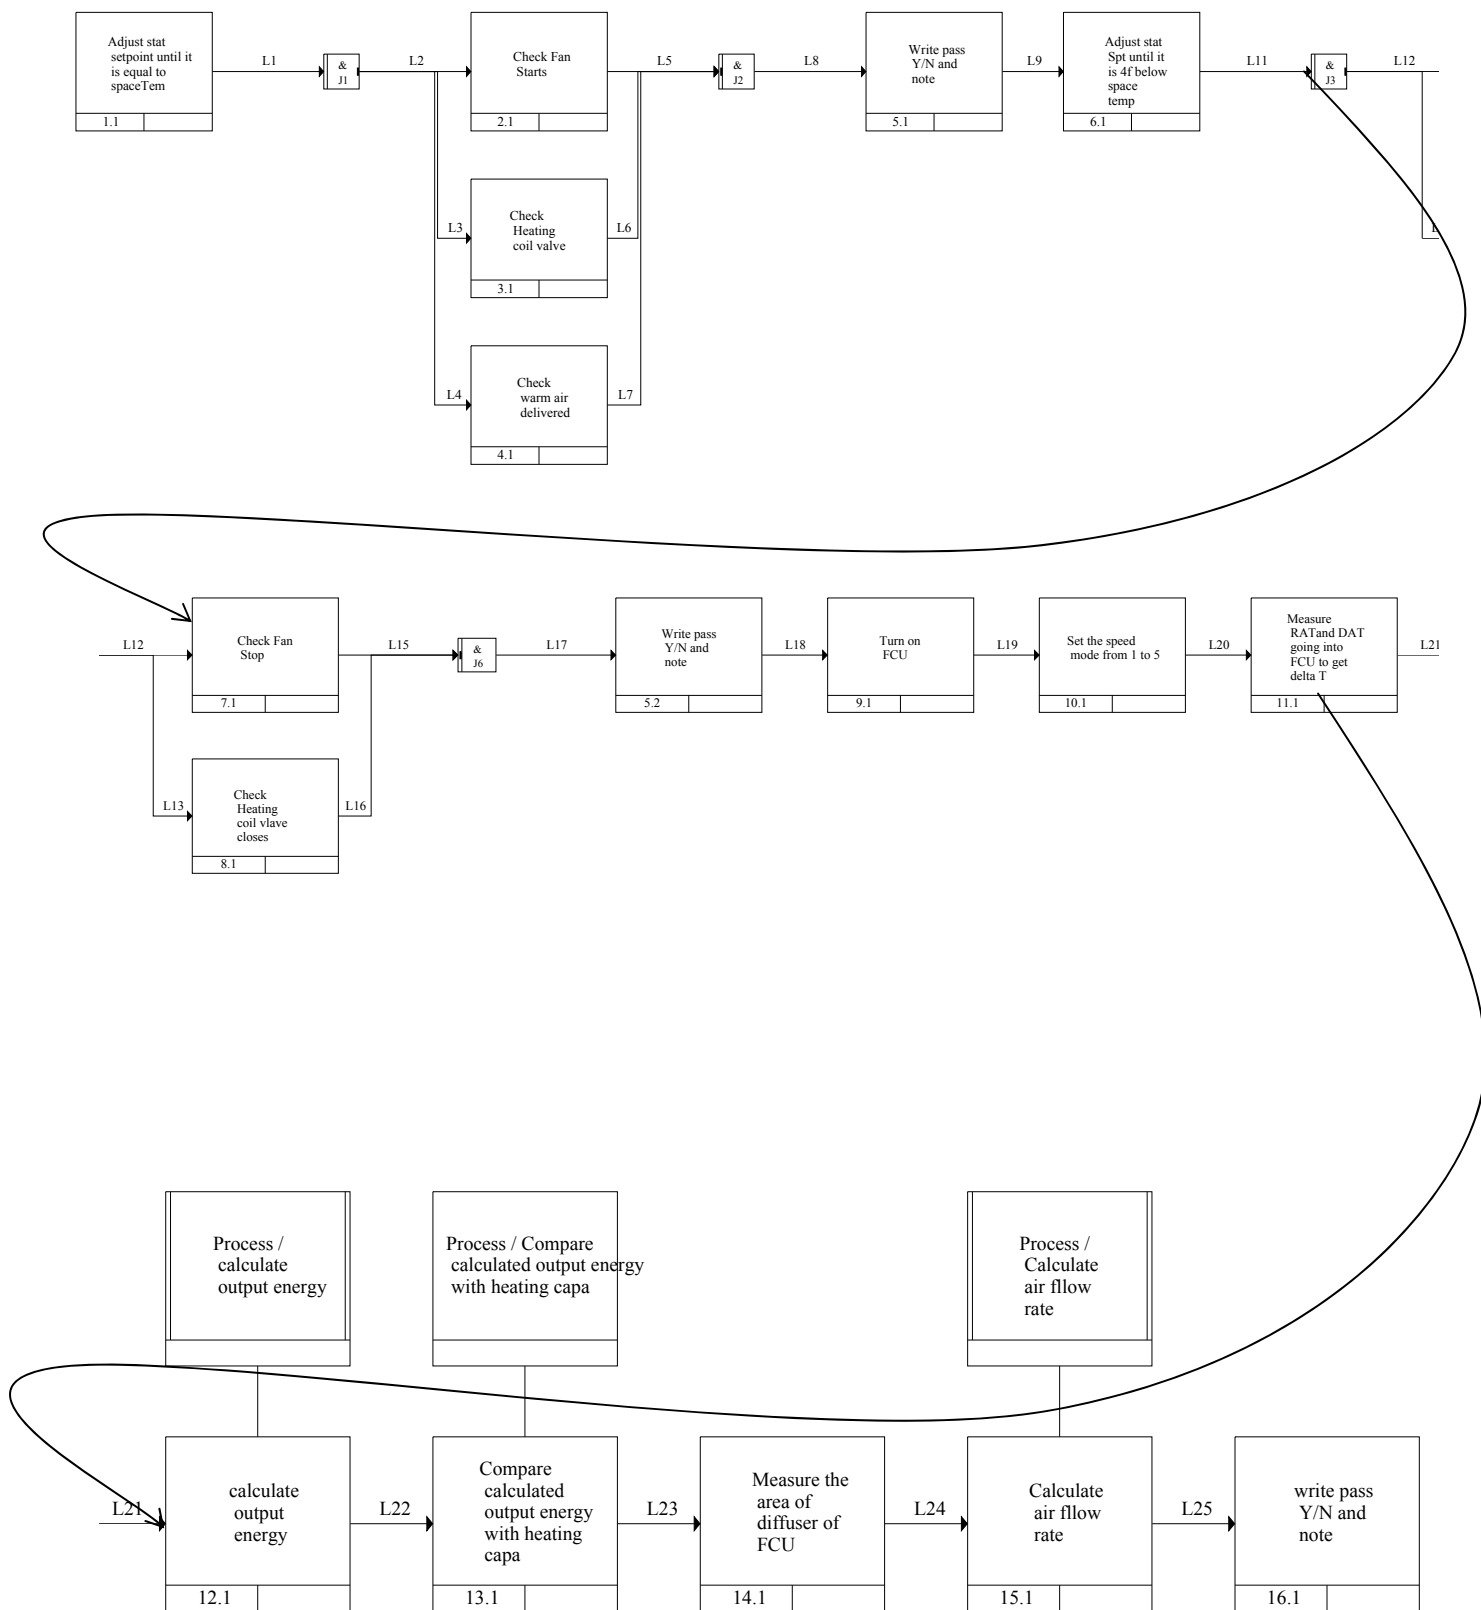 Adjust stat
setpoint until it
is equal to
spaceTem
1.1
L1
&
J1
L2
Check Fan
Starts
2.1
L5
&
J2
L8
Write pass
Y/N and
note
5.1
L9
Adjust stat
Spt until it
is 4f below
space
temp
6.1
L11
&
J3
L12
L3
Check
Heating
coil valve
3.1
L6
L4
Check
warm air
delivered
4.1
L7
L12
Check Fan
Stop
7.1
L15
&
J6
L17
Write pass
Y/N and
note
5.2
L18
Turn on
FCU
9.1
L19
Set the speed
mode from 1 to 5
10.1
L20
Measure
RATand DAT
going into
FCU to get
delta T
11.1
L21
L13
Check
Heating
coil vlave
closes
8.1
L16
Process /
calculate
output energy
Process / Compare
calculated output energy
with heating capa
Process /
Calculate
air fllow
rate
L21
calculate
output
energy
12.1
L22
Compare
calculated
output energy
with heating
capa
13.1
L23
Measure the
area of
diffuser of
FCU
14.1
L24
Calculate
air fllow
rate
15.1
L25
write pass
Y/N and
note
16.1